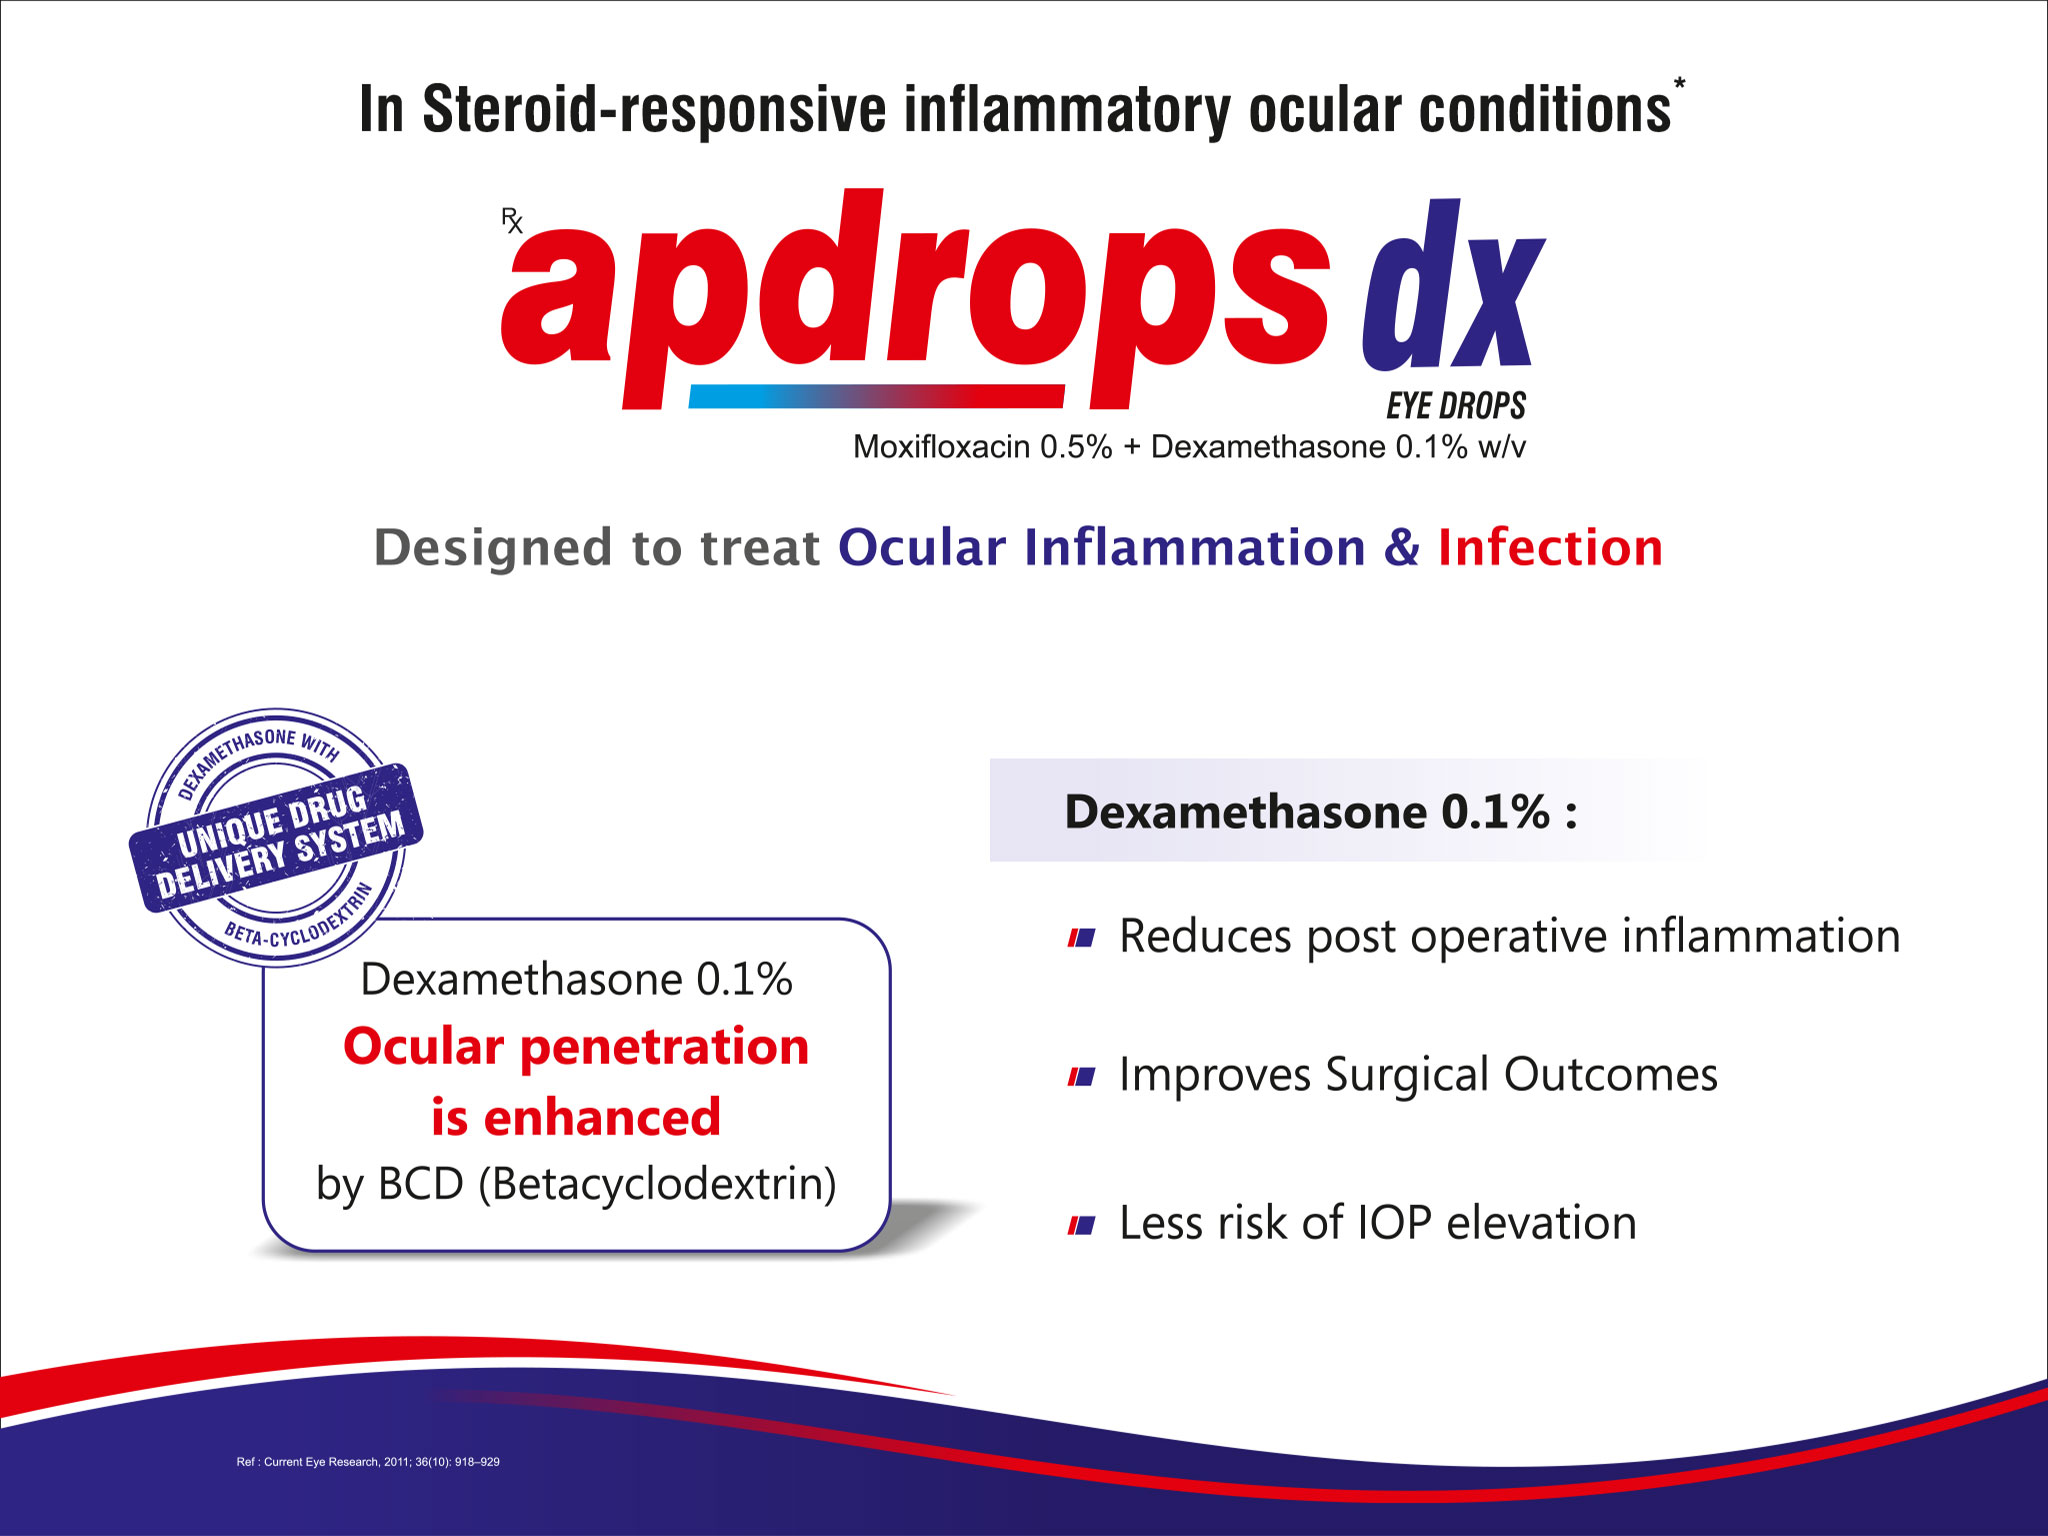 In Steroid-responsive inflammatory ocular conditions*
Rx
apdrops dx
EYE DROPS
Moxifloxacin 0.5% + Dexamethasone 0.1% w/v
Designed to treat Ocular Inflammation & Infection
DEXAMETHASONE WITH
UNIQUE DRUG
DELIVERY SYSTEM
BETA-CYCLODEXTRIN
Dexamethasone 0.1%
Ocular penetration
is enhanced
by BCD (Betacyclodextrin)
Dexamethasone 0.1% :
Reduces post operative inflammation
Improves Surgical Outcomes
Less risk of IOP elevation
Ref : Current Eye Research, 2011; 36(10): 918–929